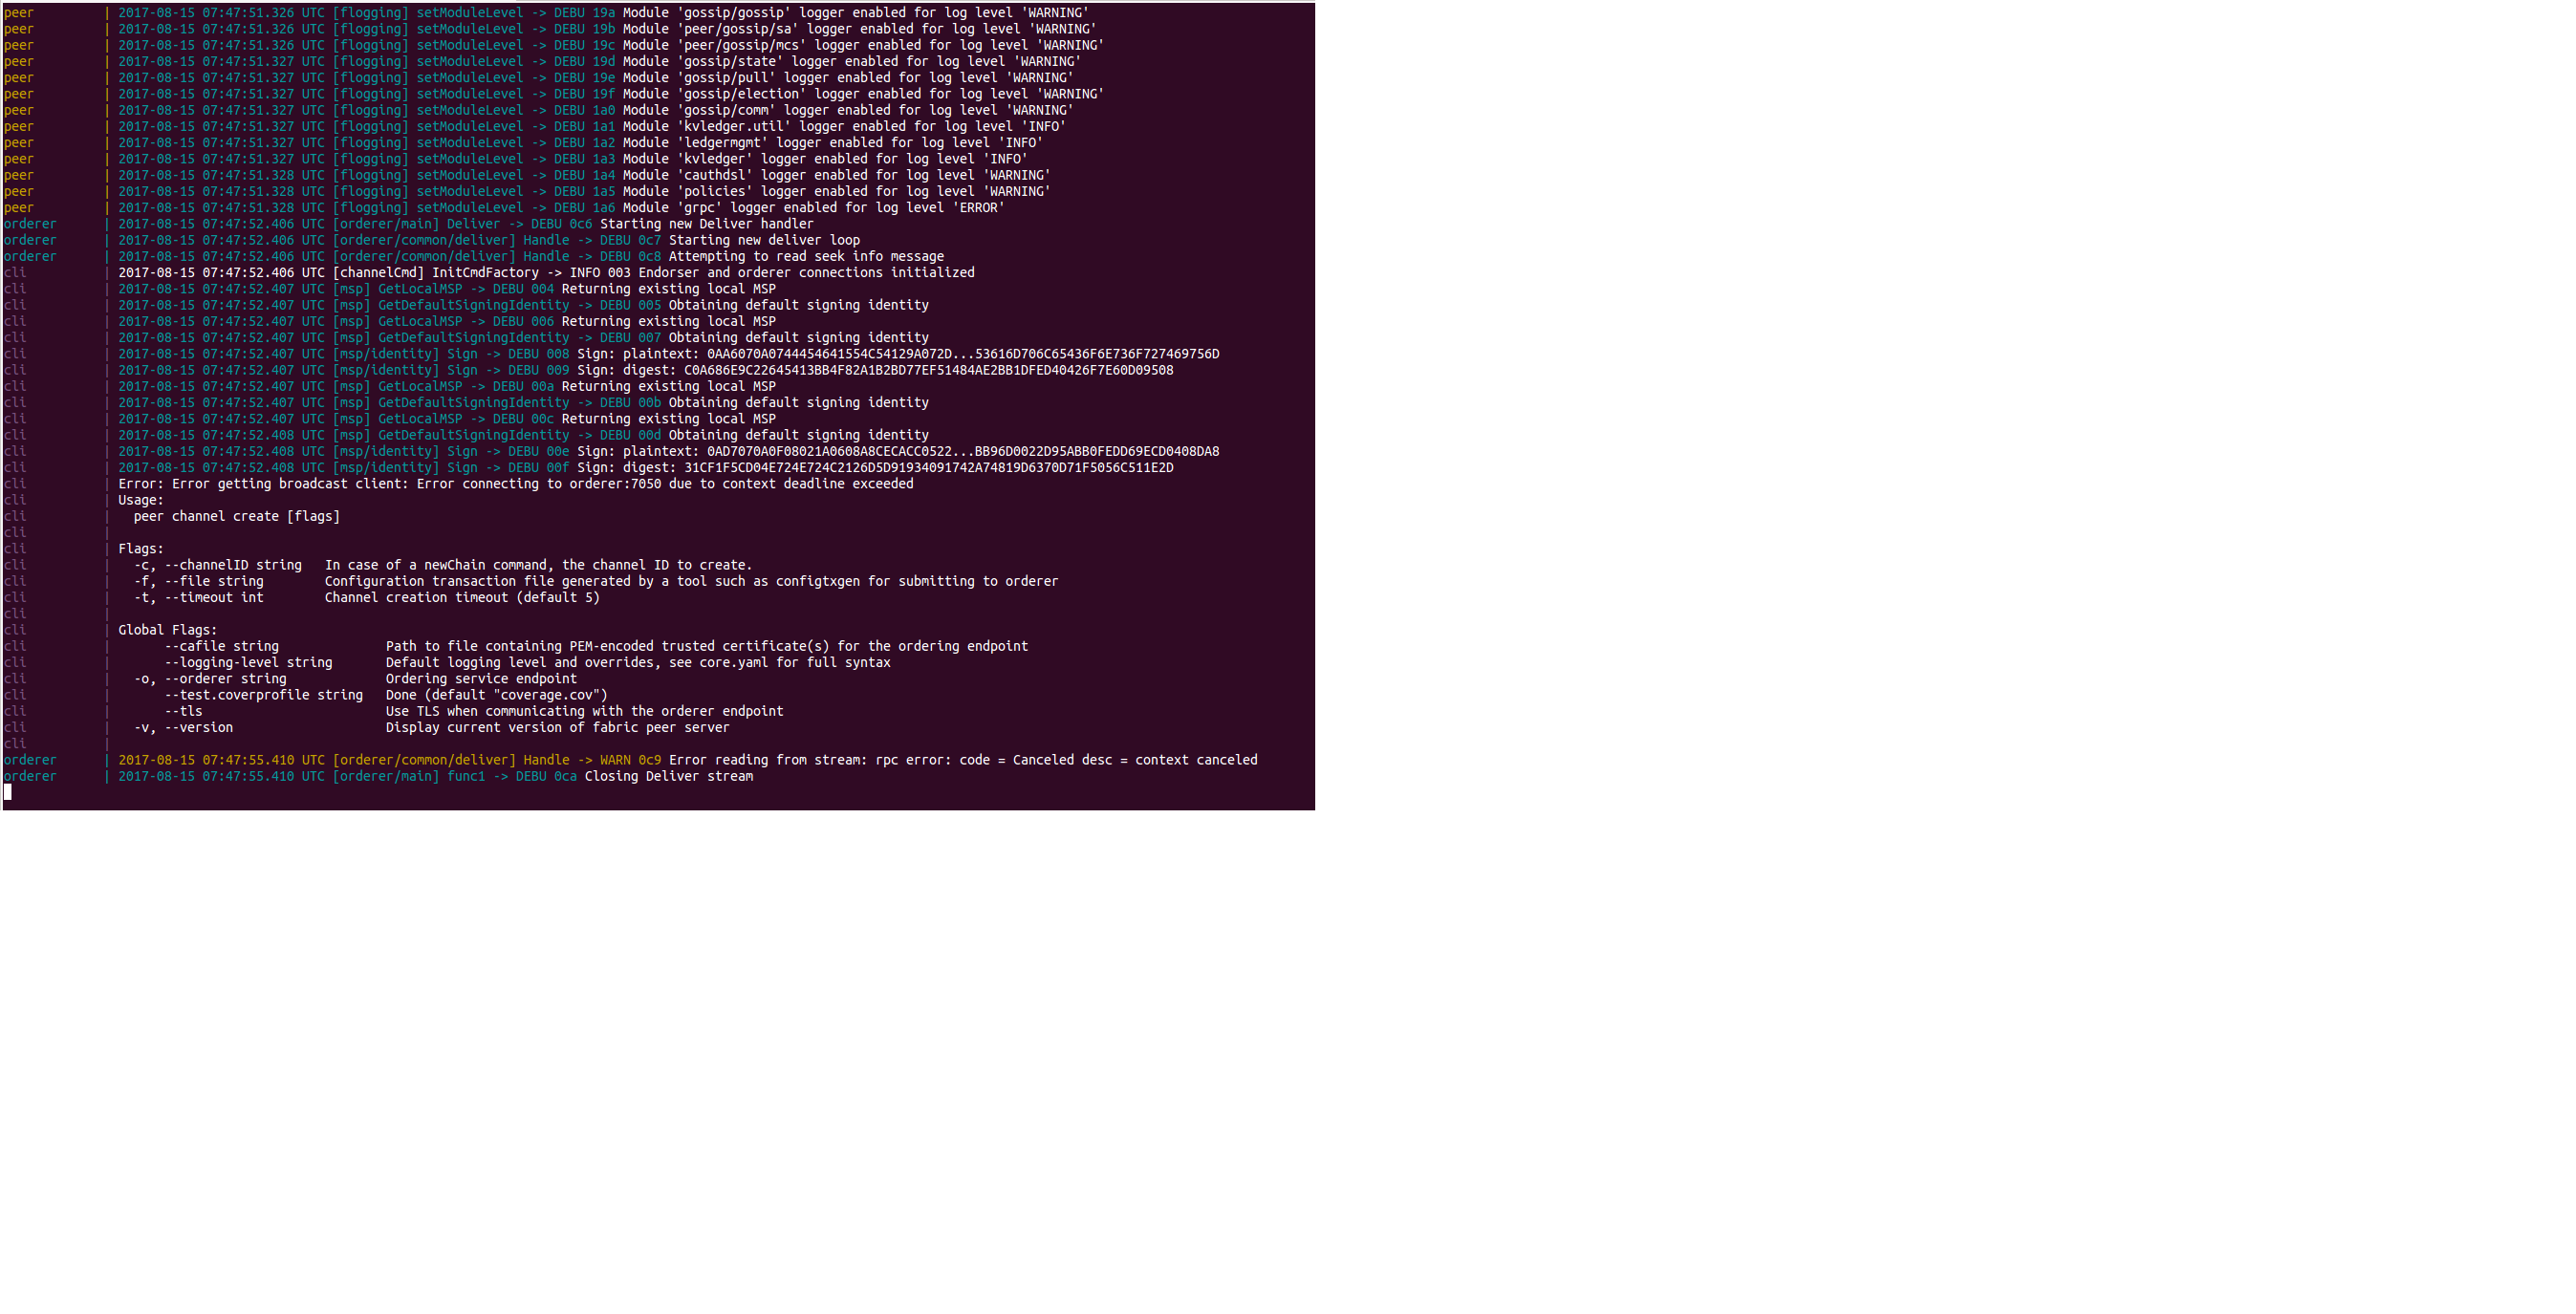 peer         | 2017-08-15 07:47:51.326 UTC [flogging] setModuleLevel -> DEBU 19a Module 'gossip/gossip' logger enabled for log level 'WARNING'
peer         | 2017-08-15 07:47:51.326 UTC [flogging] setModuleLevel -> DEBU 19b Module 'peer/gossip/sa' logger enabled for log level 'WARNING'
peer         | 2017-08-15 07:47:51.326 UTC [flogging] setModuleLevel -> DEBU 19c Module 'peer/gossip/mcs' logger enabled for log level 'WARNING'
peer         | 2017-08-15 07:47:51.327 UTC [flogging] setModuleLevel -> DEBU 19d Module 'gossip/state' logger enabled for log level 'WARNING'
peer         | 2017-08-15 07:47:51.327 UTC [flogging] setModuleLevel -> DEBU 19e Module 'gossip/pull' logger enabled for log level 'WARNING'
peer         | 2017-08-15 07:47:51.327 UTC [flogging] setModuleLevel -> DEBU 19f Module 'gossip/election' logger enabled for log level 'WARNING'
peer         | 2017-08-15 07:47:51.327 UTC [flogging] setModuleLevel -> DEBU 1a0 Module 'gossip/comm' logger enabled for log level 'WARNING'
peer         | 2017-08-15 07:47:51.327 UTC [flogging] setModuleLevel -> DEBU 1a1 Module 'kvledger.util' logger enabled for log level 'INFO'
peer         | 2017-08-15 07:47:51.327 UTC [flogging] setModuleLevel -> DEBU 1a2 Module 'ledgermgmt' logger enabled for log level 'INFO'
peer         | 2017-08-15 07:47:51.327 UTC [flogging] setModuleLevel -> DEBU 1a3 Module 'kvledger' logger enabled for log level 'INFO'
peer         | 2017-08-15 07:47:51.328 UTC [flogging] setModuleLevel -> DEBU 1a4 Module 'cauthdsl' logger enabled for log level 'WARNING'
peer         | 2017-08-15 07:47:51.328 UTC [flogging] setModuleLevel -> DEBU 1a5 Module 'policies' logger enabled for log level 'WARNING'
peer         | 2017-08-15 07:47:51.328 UTC [flogging] setModuleLevel -> DEBU 1a6 Module 'grpc' logger enabled for log level 'ERROR'
orderer      | 2017-08-15 07:47:52.406 UTC [orderer/main] Deliver -> DEBU 0c6 Starting new Deliver handler
orderer      | 2017-08-15 07:47:52.406 UTC [orderer/common/deliver] Handle -> DEBU 0c7 Starting new deliver loop
orderer      | 2017-08-15 07:47:52.406 UTC [orderer/common/deliver] Handle -> DEBU 0c8 Attempting to read seek info message
cli          | 2017-08-15 07:47:52.406 UTC [channelCmd] InitCmdFactory -> INFO 003 Endorser and orderer connections initialized
cli          | 2017-08-15 07:47:52.407 UTC [msp] GetLocalMSP -> DEBU 004 Returning existing local MSP
cli          | 2017-08-15 07:47:52.407 UTC [msp] GetDefaultSigningIdentity -> DEBU 005 Obtaining default signing identity
cli          | 2017-08-15 07:47:52.407 UTC [msp] GetLocalMSP -> DEBU 006 Returning existing local MSP
cli          | 2017-08-15 07:47:52.407 UTC [msp] GetDefaultSigningIdentity -> DEBU 007 Obtaining default signing identity
cli          | 2017-08-15 07:47:52.407 UTC [msp/identity] Sign -> DEBU 008 Sign: plaintext: 0AA6070A0744454641554C54129A072D...53616D706C65436F6E736F727469756D
cli          | 2017-08-15 07:47:52.407 UTC [msp/identity] Sign -> DEBU 009 Sign: digest: C0A686E9C22645413BB4F82A1B2BD77EF51484AE2BB1DFED40426F7E60D09508
cli          | 2017-08-15 07:47:52.407 UTC [msp] GetLocalMSP -> DEBU 00a Returning existing local MSP
cli          | 2017-08-15 07:47:52.407 UTC [msp] GetDefaultSigningIdentity -> DEBU 00b Obtaining default signing identity
cli          | 2017-08-15 07:47:52.407 UTC [msp] GetLocalMSP -> DEBU 00c Returning existing local MSP
cli          | 2017-08-15 07:47:52.408 UTC [msp] GetDefaultSigningIdentity -> DEBU 00d Obtaining default signing identity
cli          | 2017-08-15 07:47:52.408 UTC [msp/identity] Sign -> DEBU 00e Sign: plaintext: 0AD7070A0F08021A0608A8CECACC0522...BB96D0022D95ABB0FEDD69ECD0408DA8
cli          | 2017-08-15 07:47:52.408 UTC [msp/identity] Sign -> DEBU 00f Sign: digest: 31CF1F5CD04E724E724C2126D5D91934091742A74819D6370D71F5056C511E2D
cli          | Error: Error getting broadcast client: Error connecting to orderer:7050 due to context deadline exceeded
cli          | Usage:
cli          |   peer channel create [flags]
cli          |
cli          | Flags:
cli          |   -c, --channelID string   In case of a newChain command, the channel ID to create.
cli          |   -f, --file string        Configuration transaction file generated by a tool such as configtxgen for submitting to orderer
cli          |   -t, --timeout int        Channel creation timeout (default 5)
cli          |
cli          | Global Flags:
cli          |       --cafile string              Path to file containing PEM-encoded trusted certificate(s) for the ordering endpoint
cli          |       --logging-level string       Default logging level and overrides, see core.yaml for full syntax
cli          |   -o, --orderer string             Ordering service endpoint
cli          |       --test.coverprofile string   Done (default "coverage.cov")
cli          |       --tls                        Use TLS when communicating with the orderer endpoint
cli          |   -v, --version                    Display current version of fabric peer server
cli          |
orderer      | 2017-08-15 07:47:55.410 UTC [orderer/common/deliver] Handle -> WARN 0c9 Error reading from stream: rpc error: code = Canceled desc = context canceled
orderer      | 2017-08-15 07:47:55.410 UTC [orderer/main] func1 -> DEBU 0ca Closing Deliver stream